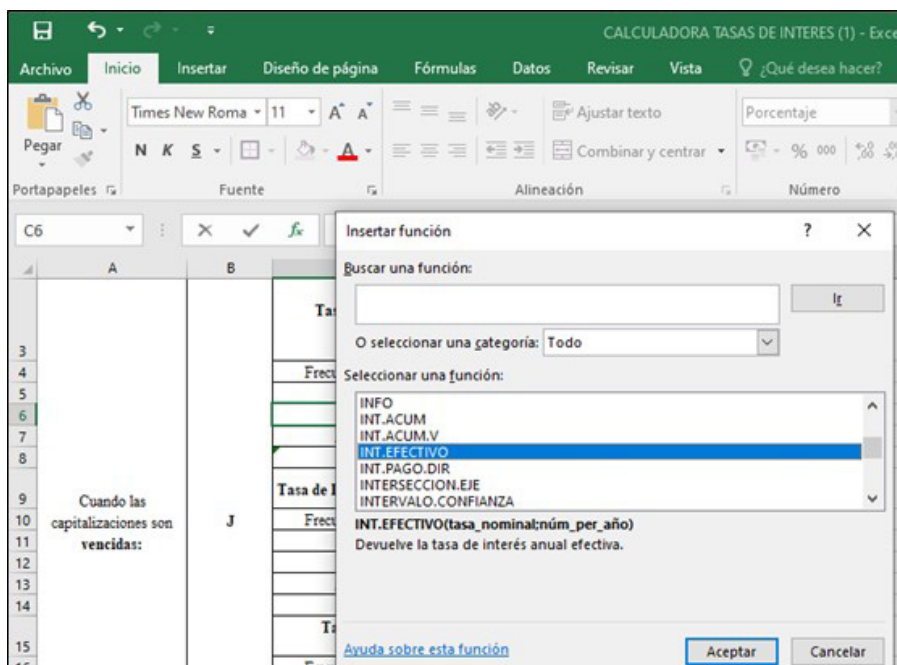 CALCULADORA TASAS DE INTERES (1) - Exce
Archivo Inicio Insertar Diseño de página Fórmulas Datos Revisar Vista ¿Qué desea hacer?
Times New Roma 11 A A Ajustar texto Porcentaje
Pegar N K S A Combinar y centrar % 000
Portapapeles Fuente Alineación Número
C6 fx
Insertar función ? X
Buscar una función:
Ir
O seleccionar una categoría: Todo
Seleccionar una función:
INFO
INT.ACUM
INT.ACUM.V
INT.EFECTIVO
INT.PAGO.DIR
INTERSECCION.EJE
INTERVALO.CONFIANZA
INT.EFECTIVO(tasa_nominal;núm_per_año)
Devuelve la tasa de interés anual efectiva.
Ayuda sobre esta función
Aceptar Cancelar
A B
3 Tas
4 Frecu
5
6
7
8
9 Cuando las Tasa de I
10 capitalizaciones son J Frecu
11 vencidas:
12
13
14
15 Ta